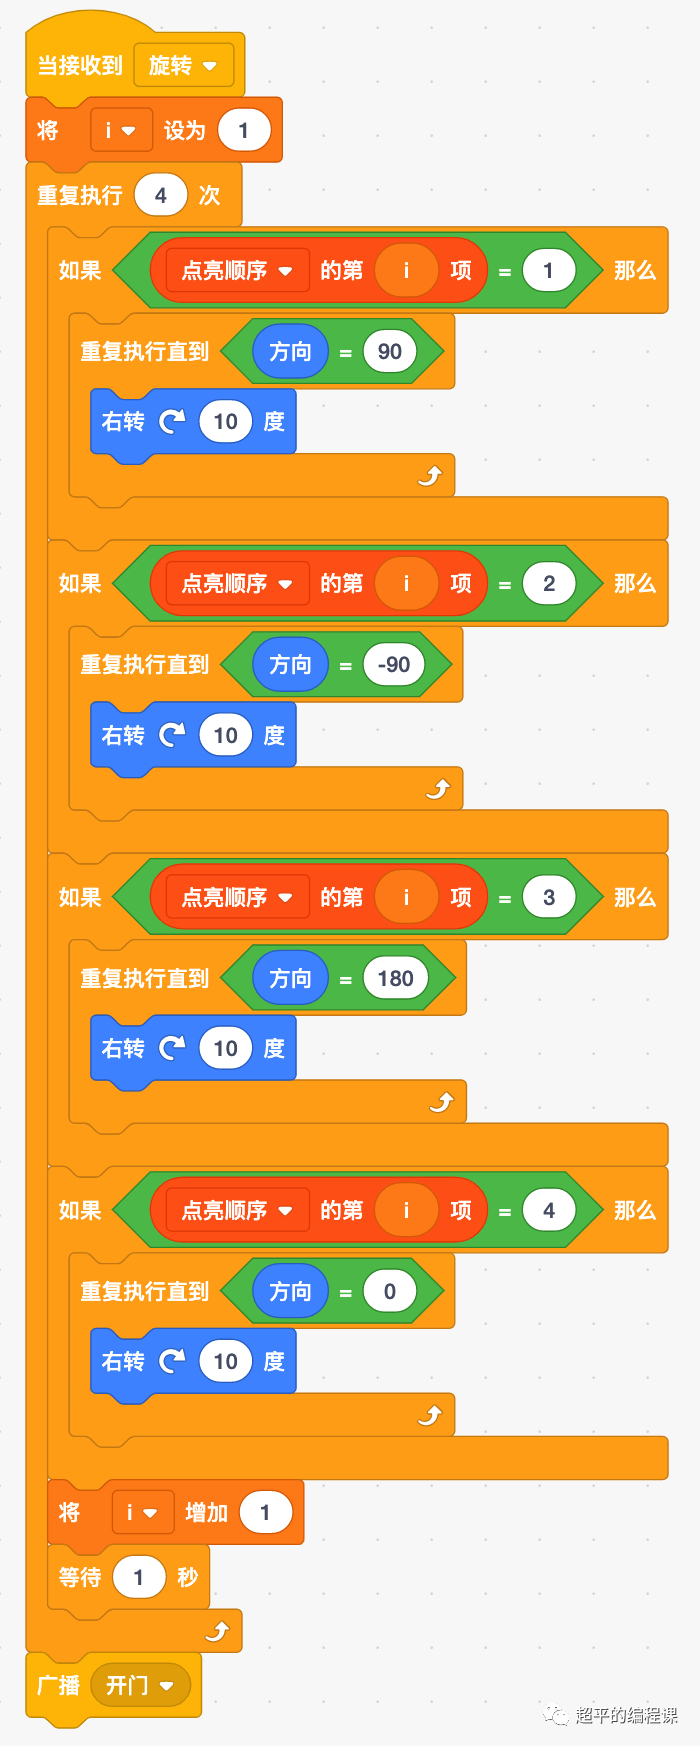 当接收到 旋转
将 i 设为 1
重复执行 4 次
如果 点亮顺序 的第 i 项 = 1 那么
重复执行直到 方向 = 90
右转 10 度
如果 点亮顺序 的第 i 项 = 2 那么
重复执行直到 方向 = -90
右转 10 度
如果 点亮顺序 的第 i 项 = 3 那么
重复执行直到 方向 = 180
右转 10 度
如果 点亮顺序 的第 i 项 = 4 那么
重复执行直到 方向 = 0
右转 10 度
将 i 增加 1
等待 1 秒
广播 开门
超平的编程课